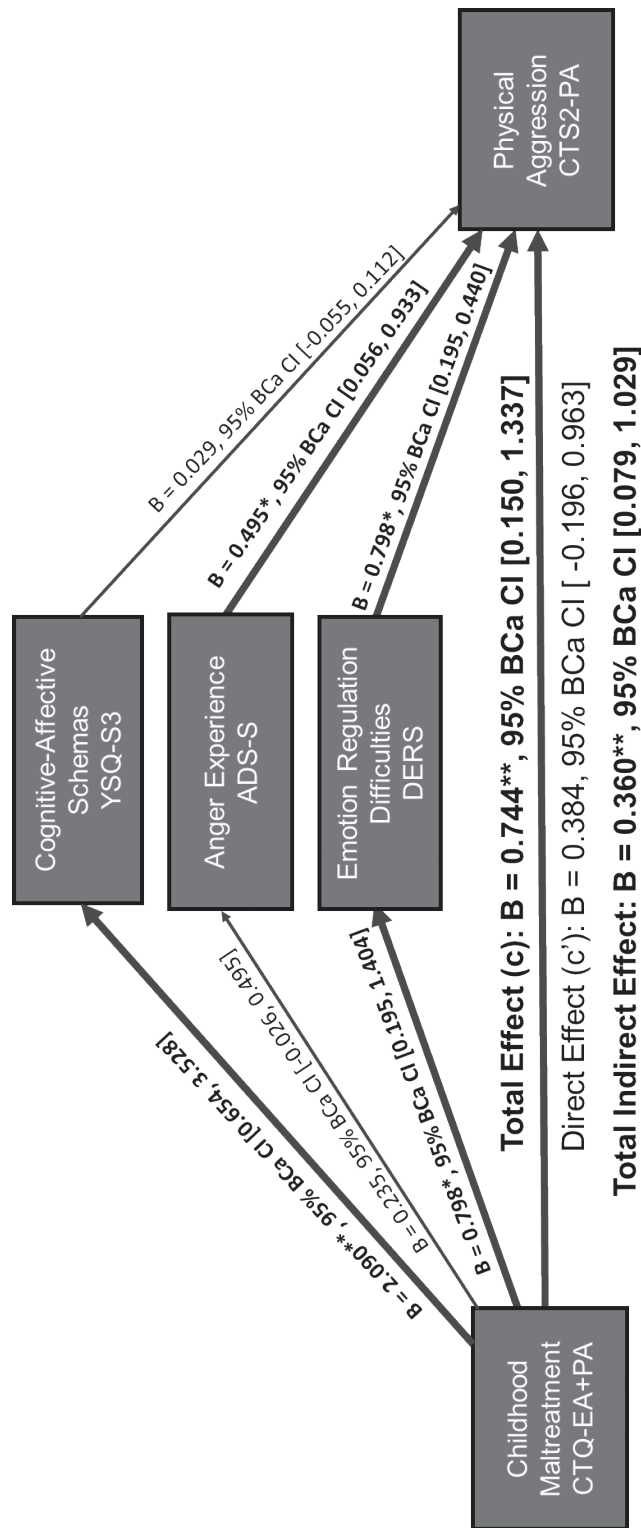 Cognitive-Affective
Schemas
YSQ-S3
Anger Experience
ADS-S
Emotion Regulation
Difficulties
DERS
Childhood
Maltreatment
CTQ-EA+PA
Physical
Aggression
CTS2-PA
B = 2.090**, 95% BCa CI [0.654, 3.528]
B = 0.235, 95% BCa CI [-0.026, 0.495]
B = 0.798*, 95% BCa CI [0.195, 1.404]
B = 0.029, 95% BCa CI [-0.055, 0.112]
B = 0.495*, 95% BCa CI [0.056, 0.933]
B = 0.798*, 95% BCa CI [0.195, 0.440]
Total Effect (c): B = 0.744**, 95% BCa CI [0.150, 1.337]
Direct Effect (c’): B = 0.384, 95% BCa CI [ -0.196, 0.963]
Total Indirect Effect: B = 0.360**, 95% BCa CI [0.079, 1.029]